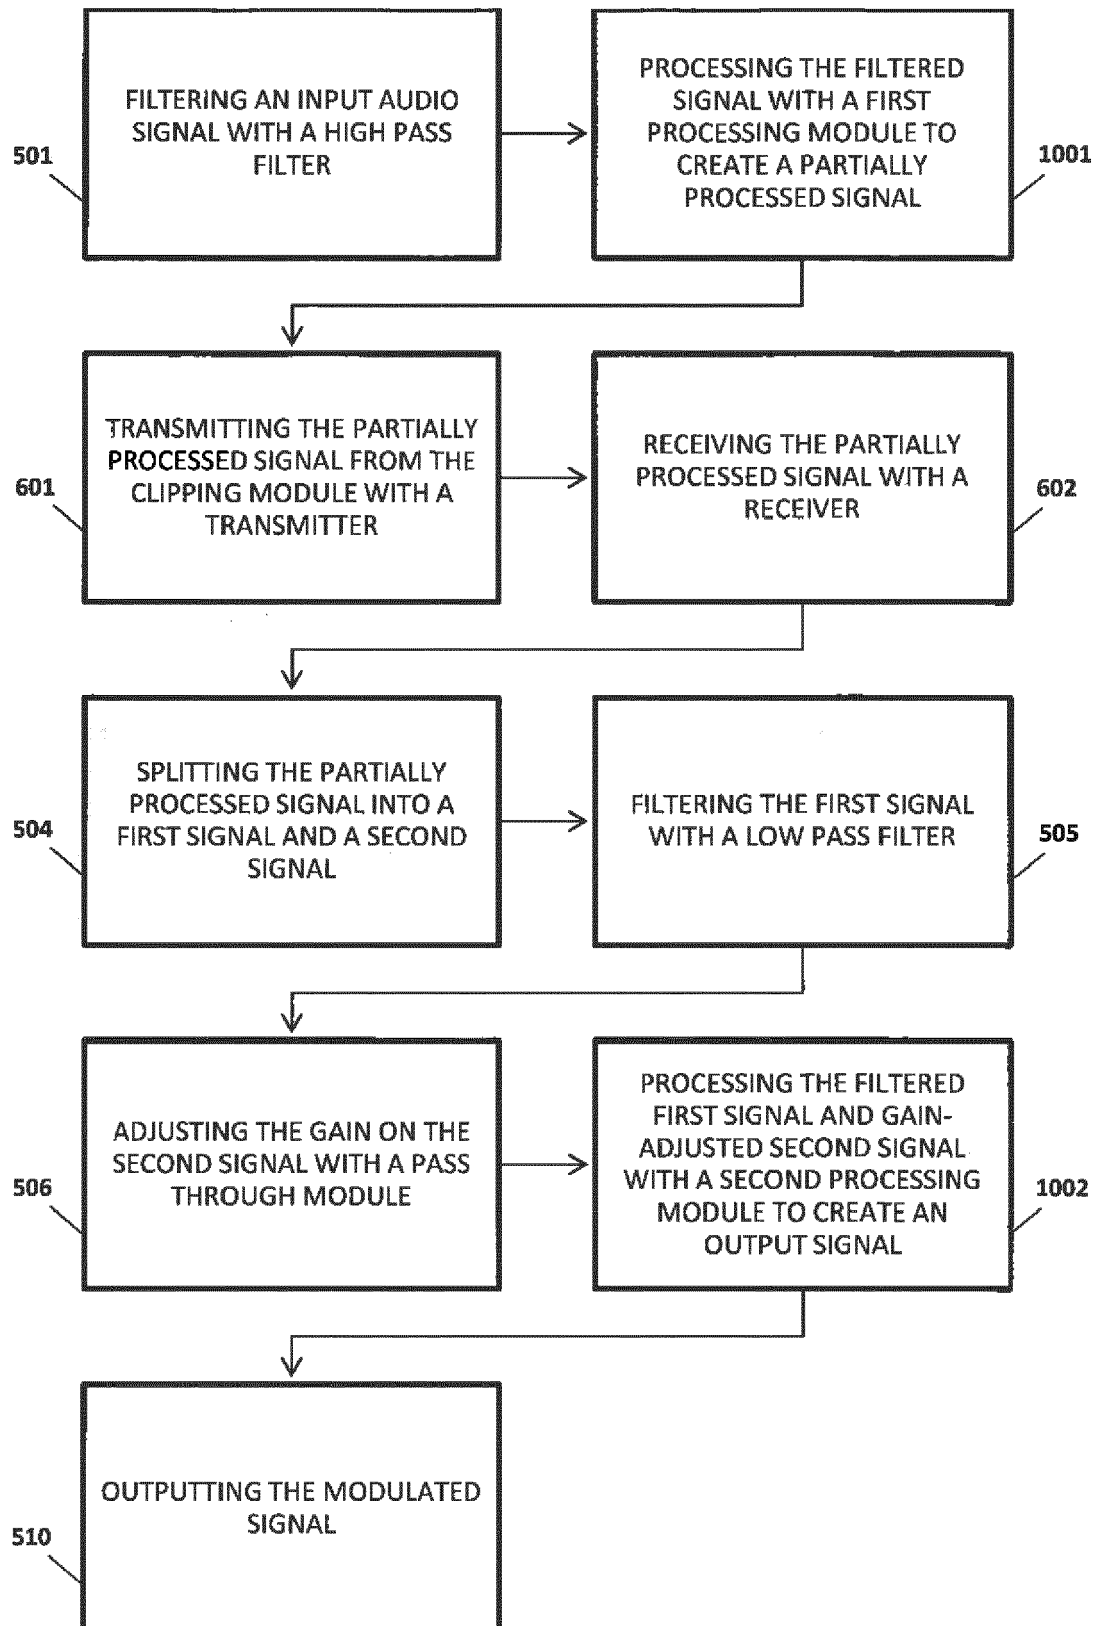 FILTERING AN INPUT AUDIO
SIGNAL WITH A HIGH PASS
FILTER
501
PROCESSING THE FILTERED
SIGNAL WITH A FIRST
PROCESSING MODULE TO
CREATE A PARTIALLY
PROCESSED SIGNAL
1001
TRANSMITTING THE PARTIALLY
PROCESSED SIGNAL FROM THE
CLIPPING MODULE WITH A
TRANSMITTER
601
RECEIVING THE PARTIALLY
PROCESSED SIGNAL WITH A
RECEIVER
602
SPLITTING THE PARTIALLY
PROCESSED SIGNAL INTO A
FIRST SIGNAL AND A SECOND
SIGNAL
504
FILTERING THE FIRST SIGNAL
WITH A LOW PASS FILTER
505
ADJUSTING THE GAIN ON THE
SECOND SIGNAL WITH A PASS
THROUGH MODULE
506
PROCESSING THE FILTERED
FIRST SIGNAL AND GAIN-
ADJUSTED SECOND SIGNAL
WITH A SECOND PROCESSING
MODULE TO CREATE AN
OUTPUT SIGNAL
1002
OUTPUTTING THE MODULATED
SIGNAL
510